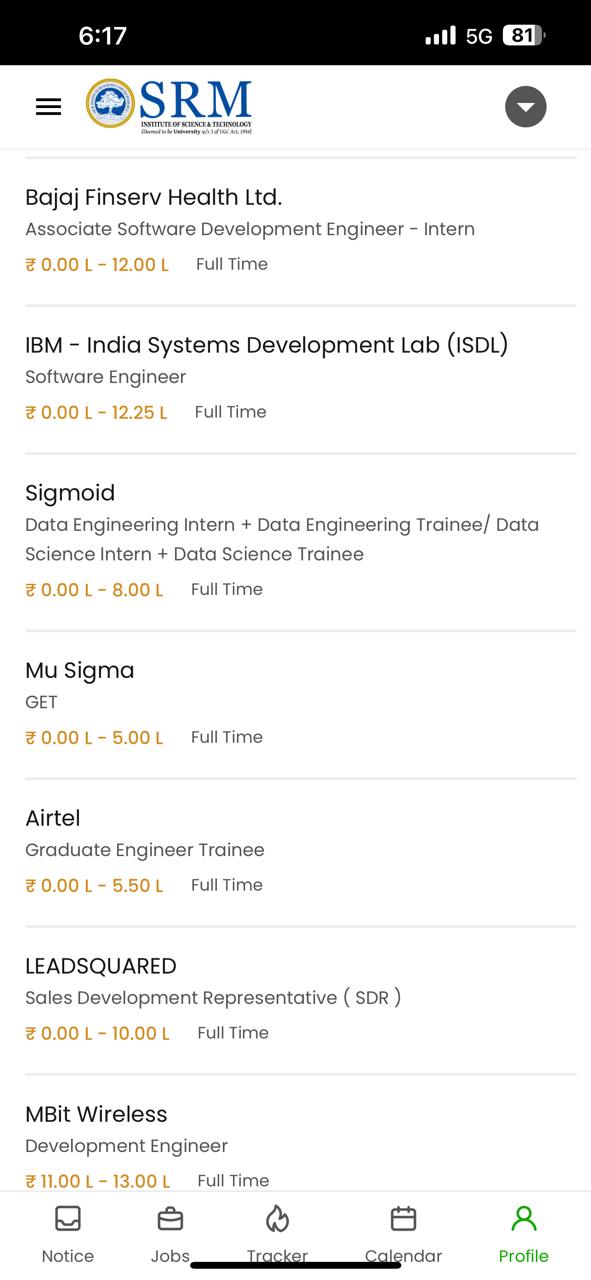 6:17
5G 81
SRM
INSTITUTE OF SCIENCE & TECHNOLOGY
(Deemed to be University u/s 3 of UGC Act, 1956)
Bajaj Finserv Health Ltd.
Associate Software Development Engineer - Intern
₹ 0.00 L - 12.00 L Full Time
IBM - India Systems Development Lab (ISDL)
Software Engineer
₹ 0.00 L - 12.25 L Full Time
Sigmoid
Data Engineering Intern + Data Engineering Trainee/ Data
Science Intern + Data Science Trainee
₹ 0.00 L - 8.00 L Full Time
Mu Sigma
GET
₹ 0.00 L - 5.00 L Full Time
Airtel
Graduate Engineer Trainee
₹ 0.00 L - 5.50 L Full Time
LEADSQUARED
Sales Development Representative ( SDR )
₹ 0.00 L - 10.00 L Full Time
MBit Wireless
Development Engineer
₹ 11.00 L - 13.00 L Full Time
Notice Jobs Tracker Calendar Profile